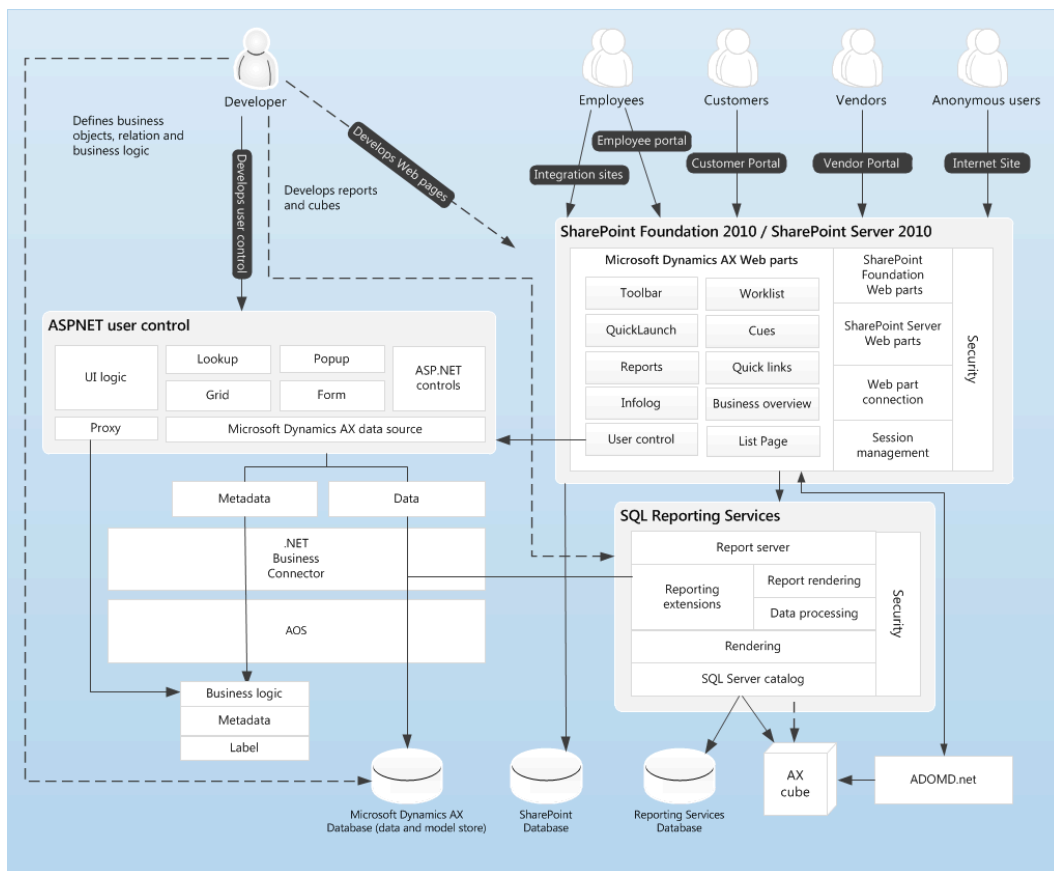 Developer
Employees
Customers
Vendors
Anonymous users
Defines business
objects, relation and
business logic
Develops user control
Develops Web pages
Develops reports
and cubes
Employee portal
Integration sites
Customer Portal
Vendor Portal
Internet Site
SharePoint Foundation 2010 / SharePoint Server 2010
Microsoft Dynamics AX Web parts
Toolbar
Worklist
QuickLaunch
Cues
Reports
Quick links
Infolog
Business overview
User control
List Page
SharePoint
Foundation
Web parts
SharePoint Server
Web parts
Web part
connection
Session
management
Security
ASPNET user control
UI logic
Lookup
Popup
Grid
Form
ASP.NET
controls
Proxy
Microsoft Dynamics AX data source
Metadata
Data
.NET
Business
Connector
AOS
Business logic
Metadata
Label
SQL Reporting Services
Report server
Reporting
extensions
Report rendering
Data processing
Rendering
SQL Server catalog
Security
Microsoft Dynamics AX
Database (data and model store)
SharePoint
Database
Reporting Services
Database
AX
cube
ADOMD.net